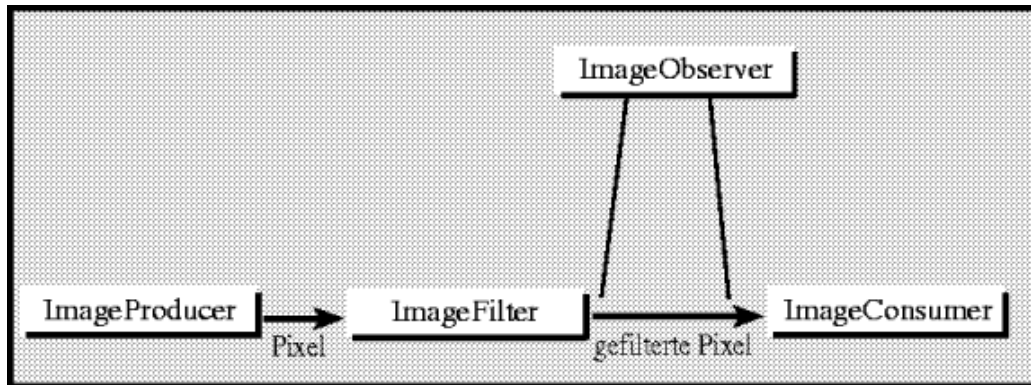 ImageObserver
ImageProducer
Pixel
ImageFilter
gefilterte Pixel
ImageConsumer